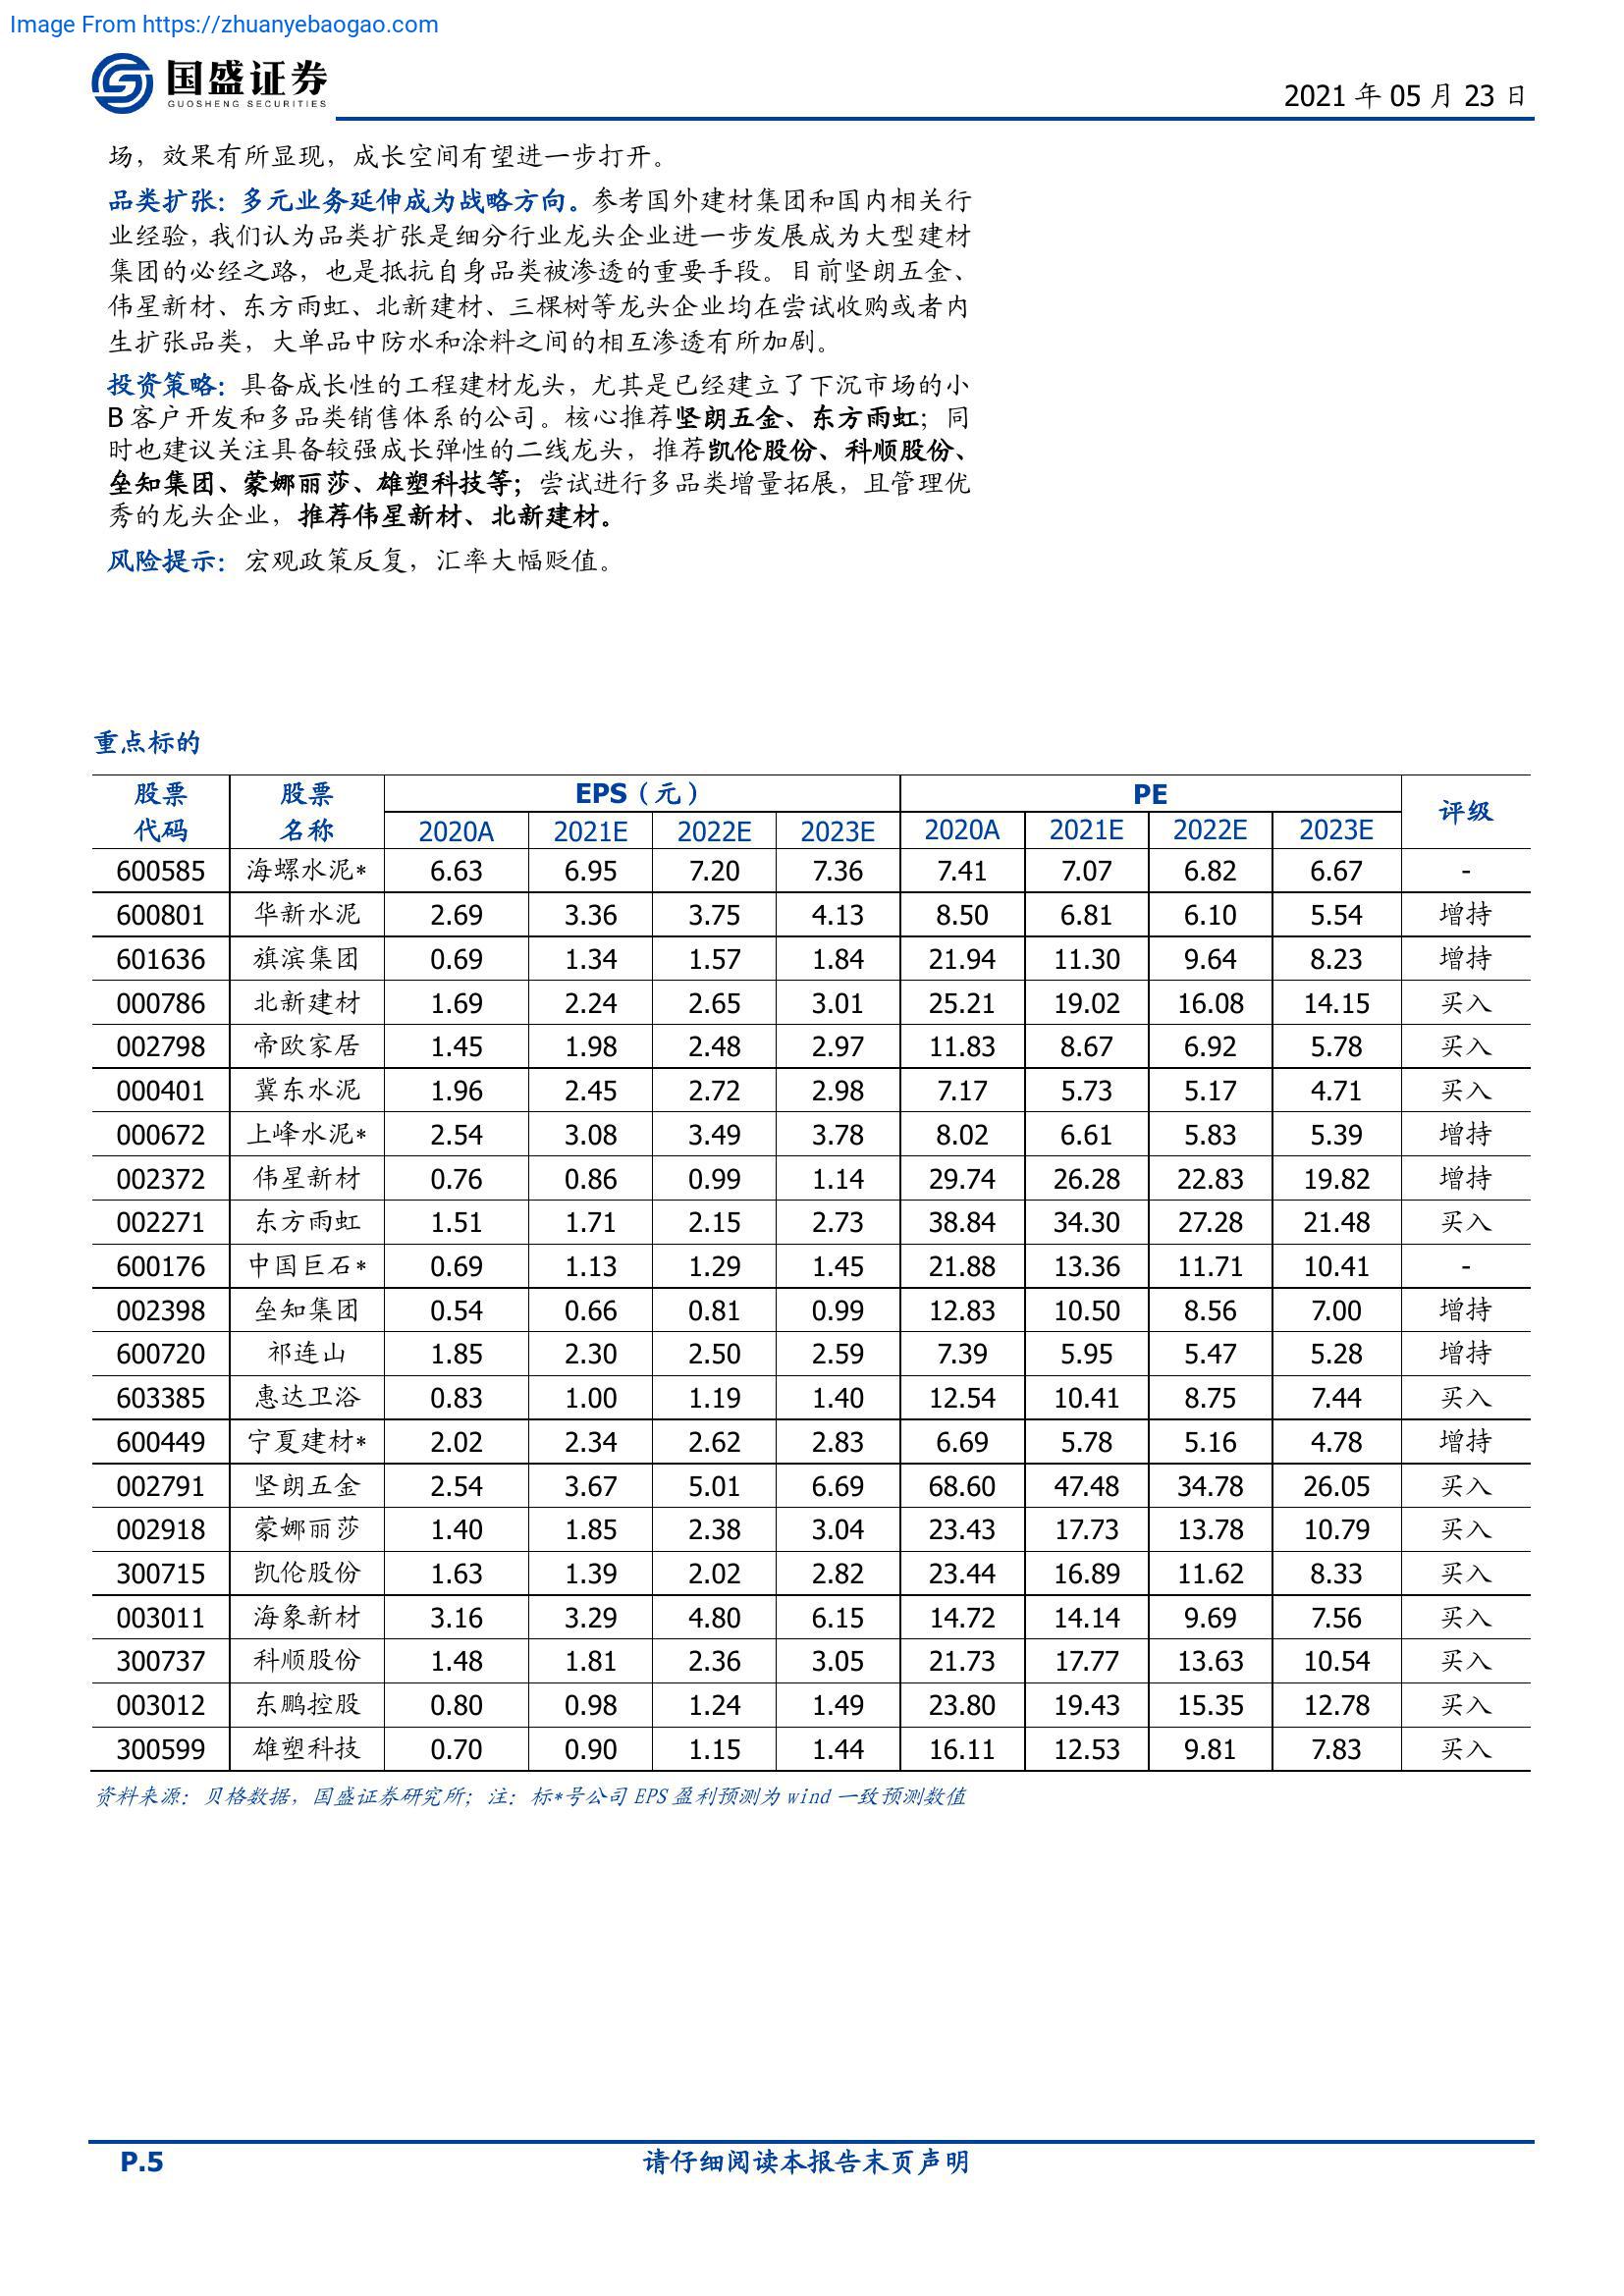 Image From https://zhuanyebaogao.com
国盛证券
GUOSHENG SECURITIES
2021 年 05 月 23 日
场，效果有所显现，成长空间有望进一步打开。
品类扩张：多元业务延伸成为战略方向。参考国外建材集团和国内相关行
业经验，我们认为品类扩张是细分行业龙头企业进一步发展成为大型建材
集团的必经之路，也是抵抗自身品类被渗透的重要手段。目前坚朗五金、
伟星新材、东方雨虹、北新建材、三棵树等龙头企业均在尝试收购或者内
生扩张品类，大单品中防水和涂料之间的相互渗透有所加剧。
投资策略：具备成长性的工程建材龙头，尤其是已经建立了下沉市场的小
B 客户开发和多品类销售体系的公司。核心推荐坚朗五金、东方雨虹；同
时也建议关注具备较强成长弹性的二线龙头，推荐凯伦股份、科顺股份、
垒知集团、蒙娜丽莎、雄塑科技等；尝试进行多品类增量拓展，且管理优
秀的龙头企业，推荐伟星新材、北新建材。
风险提示：宏观政策反复，汇率大幅贬值。
重点标的
股票 股票 EPS（元） PE 评级
代码 名称 2020A 2021E 2022E 2023E 2020A 2021E 2022E 2023E
600585 海螺水泥* 6.63 6.95 7.20 7.36 7.41 7.07 6.82 6.67 -
600801 华新水泥 2.69 3.36 3.75 4.13 8.50 6.81 6.10 5.54 增持
601636 旗滨集团 0.69 1.34 1.57 1.84 21.94 11.30 9.64 8.23 增持
000786 北新建材 1.69 2.24 2.65 3.01 25.21 19.02 16.08 14.15 买入
002798 帝欧家居 1.45 1.98 2.48 2.97 11.83 8.67 6.92 5.78 买入
000401 冀东水泥 1.96 2.45 2.72 2.98 7.17 5.73 5.17 4.71 买入
000672 上峰水泥* 2.54 3.08 3.49 3.78 8.02 6.61 5.83 5.39 增持
002372 伟星新材 0.76 0.86 0.99 1.14 29.74 26.28 22.83 19.82 增持
002271 东方雨虹 1.51 1.71 2.15 2.73 38.84 34.30 27.28 21.48 买入
600176 中国巨石* 0.69 1.13 1.29 1.45 21.88 13.36 11.71 10.41 -
002398 垒知集团 0.54 0.66 0.81 0.99 12.83 10.50 8.56 7.00 增持
600720 祁连山 1.85 2.30 2.50 2.59 7.39 5.95 5.47 5.28 增持
603385 惠达卫浴 0.83 1.00 1.19 1.40 12.54 10.41 8.75 7.44 买入
600449 宁夏建材* 2.02 2.34 2.62 2.83 6.69 5.78 5.16 4.78 增持
002791 坚朗五金 2.54 3.67 5.01 6.69 68.60 47.48 34.78 26.05 买入
002918 蒙娜丽莎 1.40 1.85 2.38 3.04 23.43 17.73 13.78 10.79 买入
300715 凯伦股份 1.63 1.39 2.02 2.82 23.44 16.89 11.62 8.33 买入
003011 海象新材 3.16 3.29 4.80 6.15 14.72 14.14 9.69 7.56 买入
300737 科顺股份 1.48 1.81 2.36 3.05 21.73 17.77 13.63 10.54 买入
003012 东鹏控股 0.80 0.98 1.24 1.49 23.80 19.43 15.35 12.78 买入
300599 雄塑科技 0.70 0.90 1.15 1.44 16.11 12.53 9.81 7.83 买入
资料来源：贝格数据，国盛证券研究所；注：标*号公司 EPS 盈利预测为 wind 一致预测数值
P.5 请仔细阅读本报告末页声明